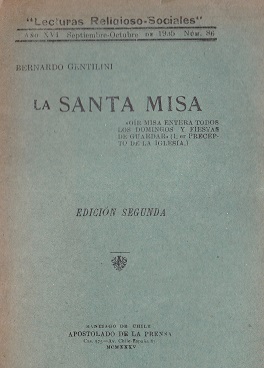 "Lecturas Religioso-Sociales"
Año XVI Septiembre-Octubre de 1935 Núm. 86
BERNARDO GENTILINI
LA SANTA MISA
«OIR MISA ENTERA TODOS
LOS DOMINGOS Y FIESTAS
DE GUARDAR» (1.er PRECEP-
TO DE LA IGLESIA.)
EDICIÓN SEGUNDA
SANTIAGO DE CHILE
APOSTOLADO DE LA PRENSA
MCMXXXV